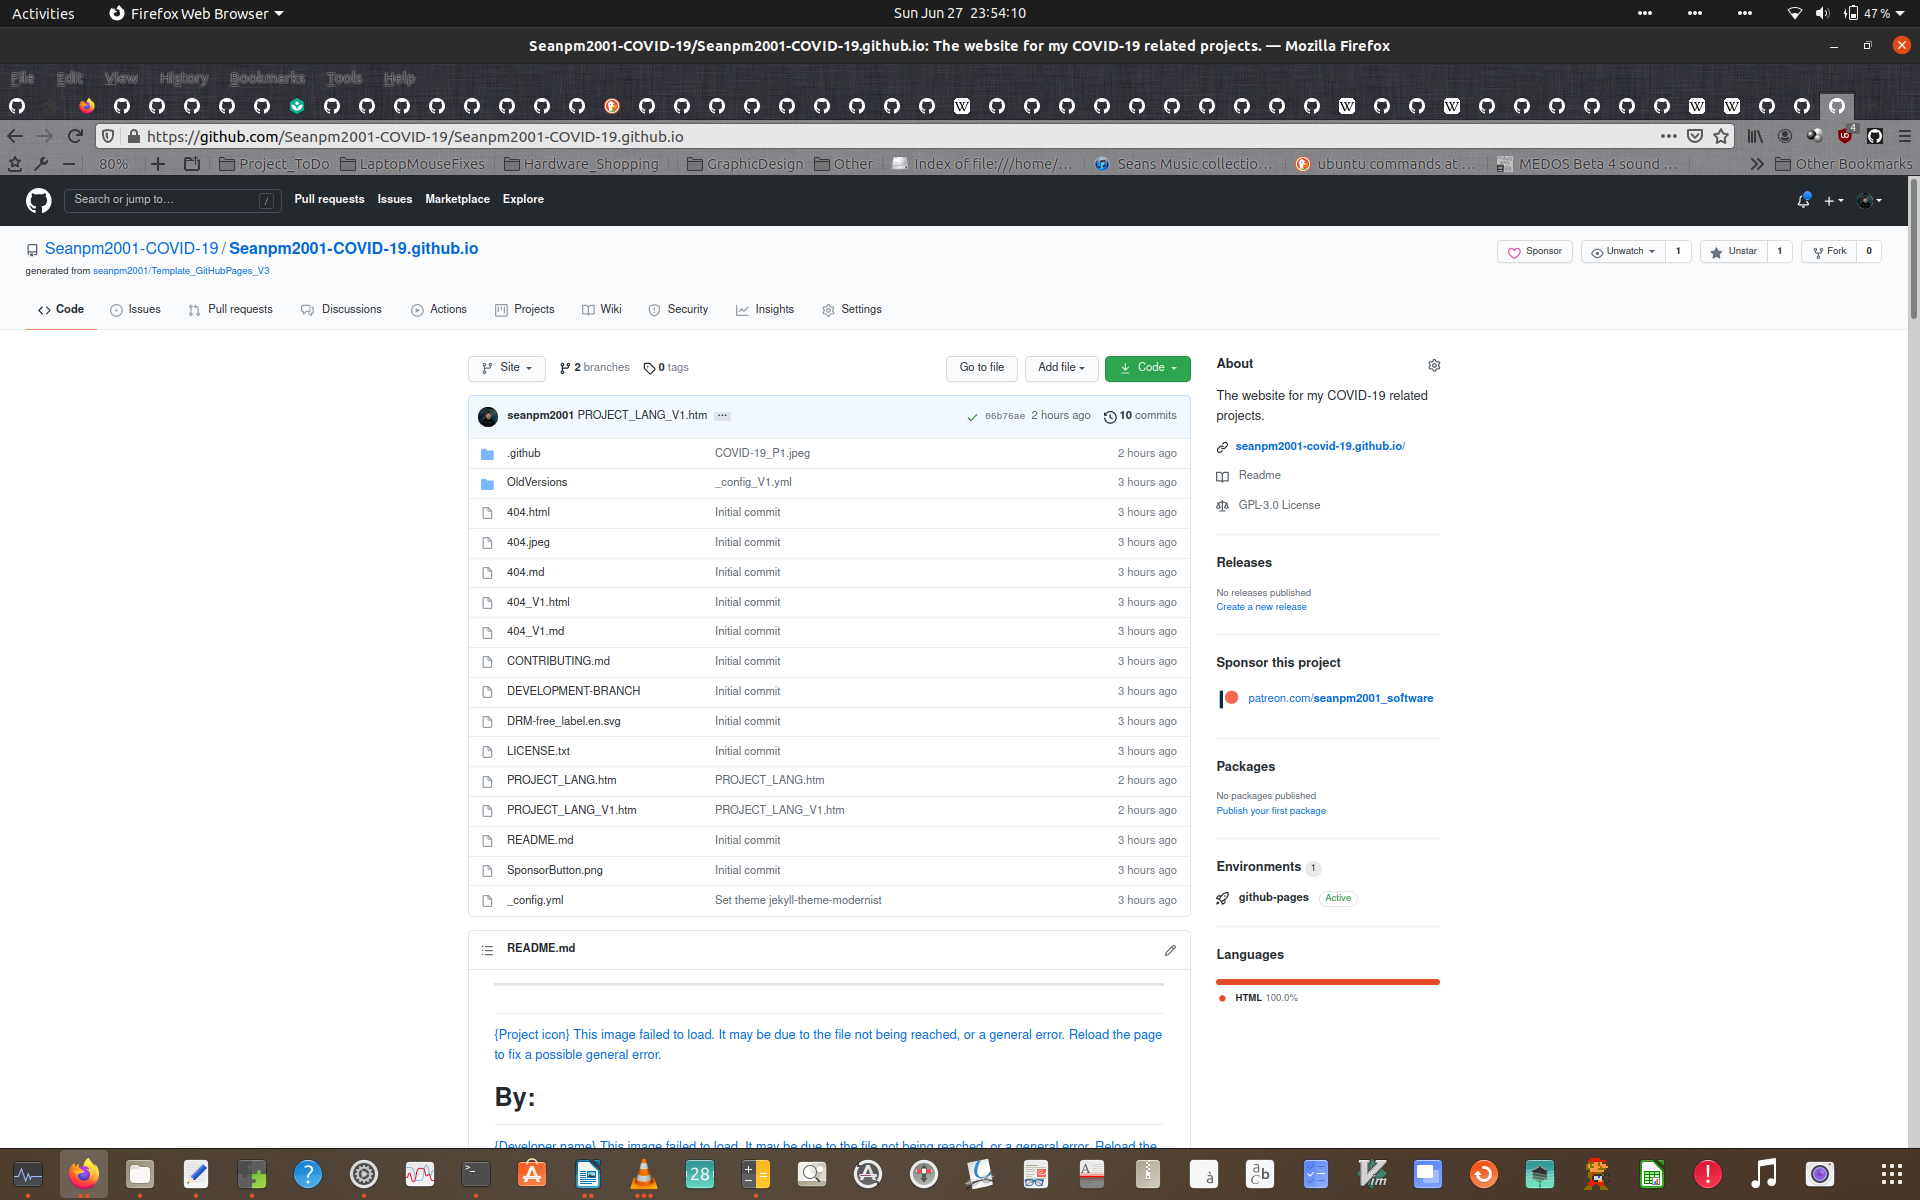 Activities Firefox Web Browser Sun Jun 27 23:54:10 47 %
Seanpm2001-COVID-19/Seanpm2001-COVID-19.github.io: The website for my COVID-19 related projects. — Mozilla Firefox
File Edit View History Bookmarks Tools Help
https://github.com/Seanpm2001-COVID-19/Seanpm2001-COVID-19.github.io 4
80% Project_ToDo LaptopMouseFixes Hardware_Shopping GraphicDesign Other Index of file:///home/... Seans Music collectio... ubuntu commands at ... MEDOS Beta 4 sound ... Other Bookmarks
Search or jump to... / Pull requests Issues Marketplace Explore
Seanpm2001-COVID-19 / Seanpm2001-COVID-19.github.io Sponsor Unwatch 1 Unstar 1 Fork 0
generated from seanpm2001/Template_GitHubPages_V3
Code Issues Pull requests Discussions Actions Projects Wiki Security Insights Settings
Site 2 branches 0 tags Go to file Add file Code
seanpm2001 PROJECT_LANG_V1.htm ... 06b76ae 2 hours ago 10 commits
.github COVID-19_P1.jpeg 2 hours ago
OldVersions _config_V1.yml 3 hours ago
404.html Initial commit 3 hours ago
404.jpeg Initial commit 3 hours ago
404.md Initial commit 3 hours ago
404_V1.html Initial commit 3 hours ago
404_V1.md Initial commit 3 hours ago
CONTRIBUTING.md Initial commit 3 hours ago
DEVELOPMENT-BRANCH Initial commit 3 hours ago
DRM-free_label.en.svg Initial commit 3 hours ago
LICENSE.txt Initial commit 3 hours ago
PROJECT_LANG.htm PROJECT_LANG.htm 2 hours ago
PROJECT_LANG_V1.htm PROJECT_LANG_V1.htm 2 hours ago
README.md Initial commit 3 hours ago
SponsorButton.png Initial commit 3 hours ago
_config.yml Set theme jekyll-theme-modernist 3 hours ago
README.md
{Project icon} This image failed to load. It may be due to the file not being reached, or a general error. Reload the page
to fix a possible general error.
By:
{Developer name} This image failed to load. It may be due to the file not being reached, or a general error. Reload the
About
The website for my COVID-19 related
projects.
seanpm2001-covid-19.github.io/
Readme
GPL-3.0 License
Releases
No releases published
Create a new release
Sponsor this project
patreon.com/seanpm2001_software
Packages
No packages published
Publish your first package
Environments 1
github-pages Active
Languages
HTML 100.0%
28